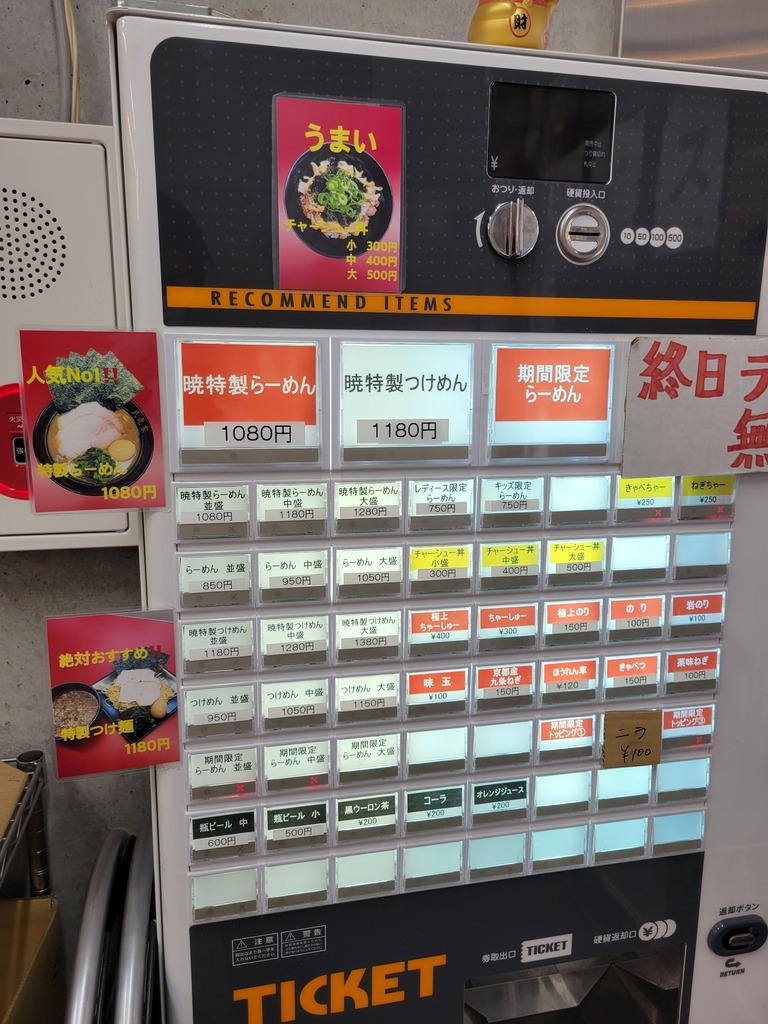 財
うまい
チャーシュー丼
小 300円
中 400円
大 500円
¥
発売中止
つり銭切れ
札中止
おつり・返却
硬貨投入口
10 50 100 500
RECOMMEND ITEMS
人気No1!!
特製らーめん
1080円
暁特製らーめん
1080円
暁特製つけめん
1180円
期間限定
らーめん
終日
無
暁特製らーめん
並盛
1080円
暁特製らーめん
中盛
1180円
暁特製らーめん
大盛
1280円
レディース限定
らーめん
750円
キッズ限定
らーめん
750円
きゃべちゃー
¥250
ねぎちゃー
¥250
らーめん 並盛
850円
らーめん 中盛
950円
らーめん 大盛
1050円
チャーシュー丼
小盛
300円
チャーシュー丼
中盛
400円
チャーシュー丼
大盛
500円
暁特製つけめん
並盛
1180円
暁特製つけめん
中盛
1280円
暁特製つけめん
大盛
1380円
極上
ちゃーしゅー
¥400
ちゃーしゅー
¥300
極上のり
150円
のり
100円
岩のり
¥100
絶対おすすめ
特製つけ麺
1180円
つけめん 並盛
950円
つけめん 中盛
1050円
つけめん 大盛
1150円
味玉
¥100
京都産
九条ねぎ
150円
ほうれん草
¥120
きゃべつ
150円
薬味ねぎ
100円
期間限定
らーめん 並盛
期間限定
らーめん 中盛
期間限定
らーめん 大盛
期間限定
トッピング①
ニラ
¥100
期間限定
トッピング③
瓶ビール 中
600円
瓶ビール 小
500円
黒ウーロン茶
¥200
コーラ
¥200
オレンジジュース
¥200
注意
警告
券取出口
TICKET
硬貨返却口
¥
TICKET
返却ボタン
RETURN